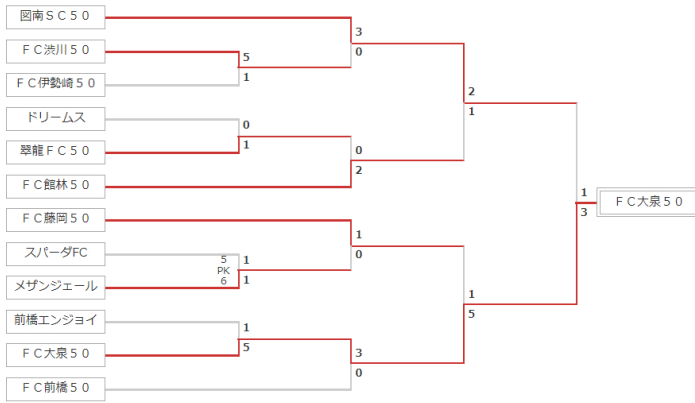 図南ＳＣ５０
3
ＦＣ渋川５０
5
0
1
ＦＣ伊勢崎５０
2
ドリームス
0
1
翠龍ＦＣ５０
1
0
ＦＣ館林５０
2
1
ＦＣ大泉５０
3
ＦＣ藤岡５０
1
スパーダFC
5
1
0
PK
メザンジェール
6
1
1
前橋エンジョイ
1
5
ＦＣ大泉５０
5
3
ＦＣ前橋５０
0